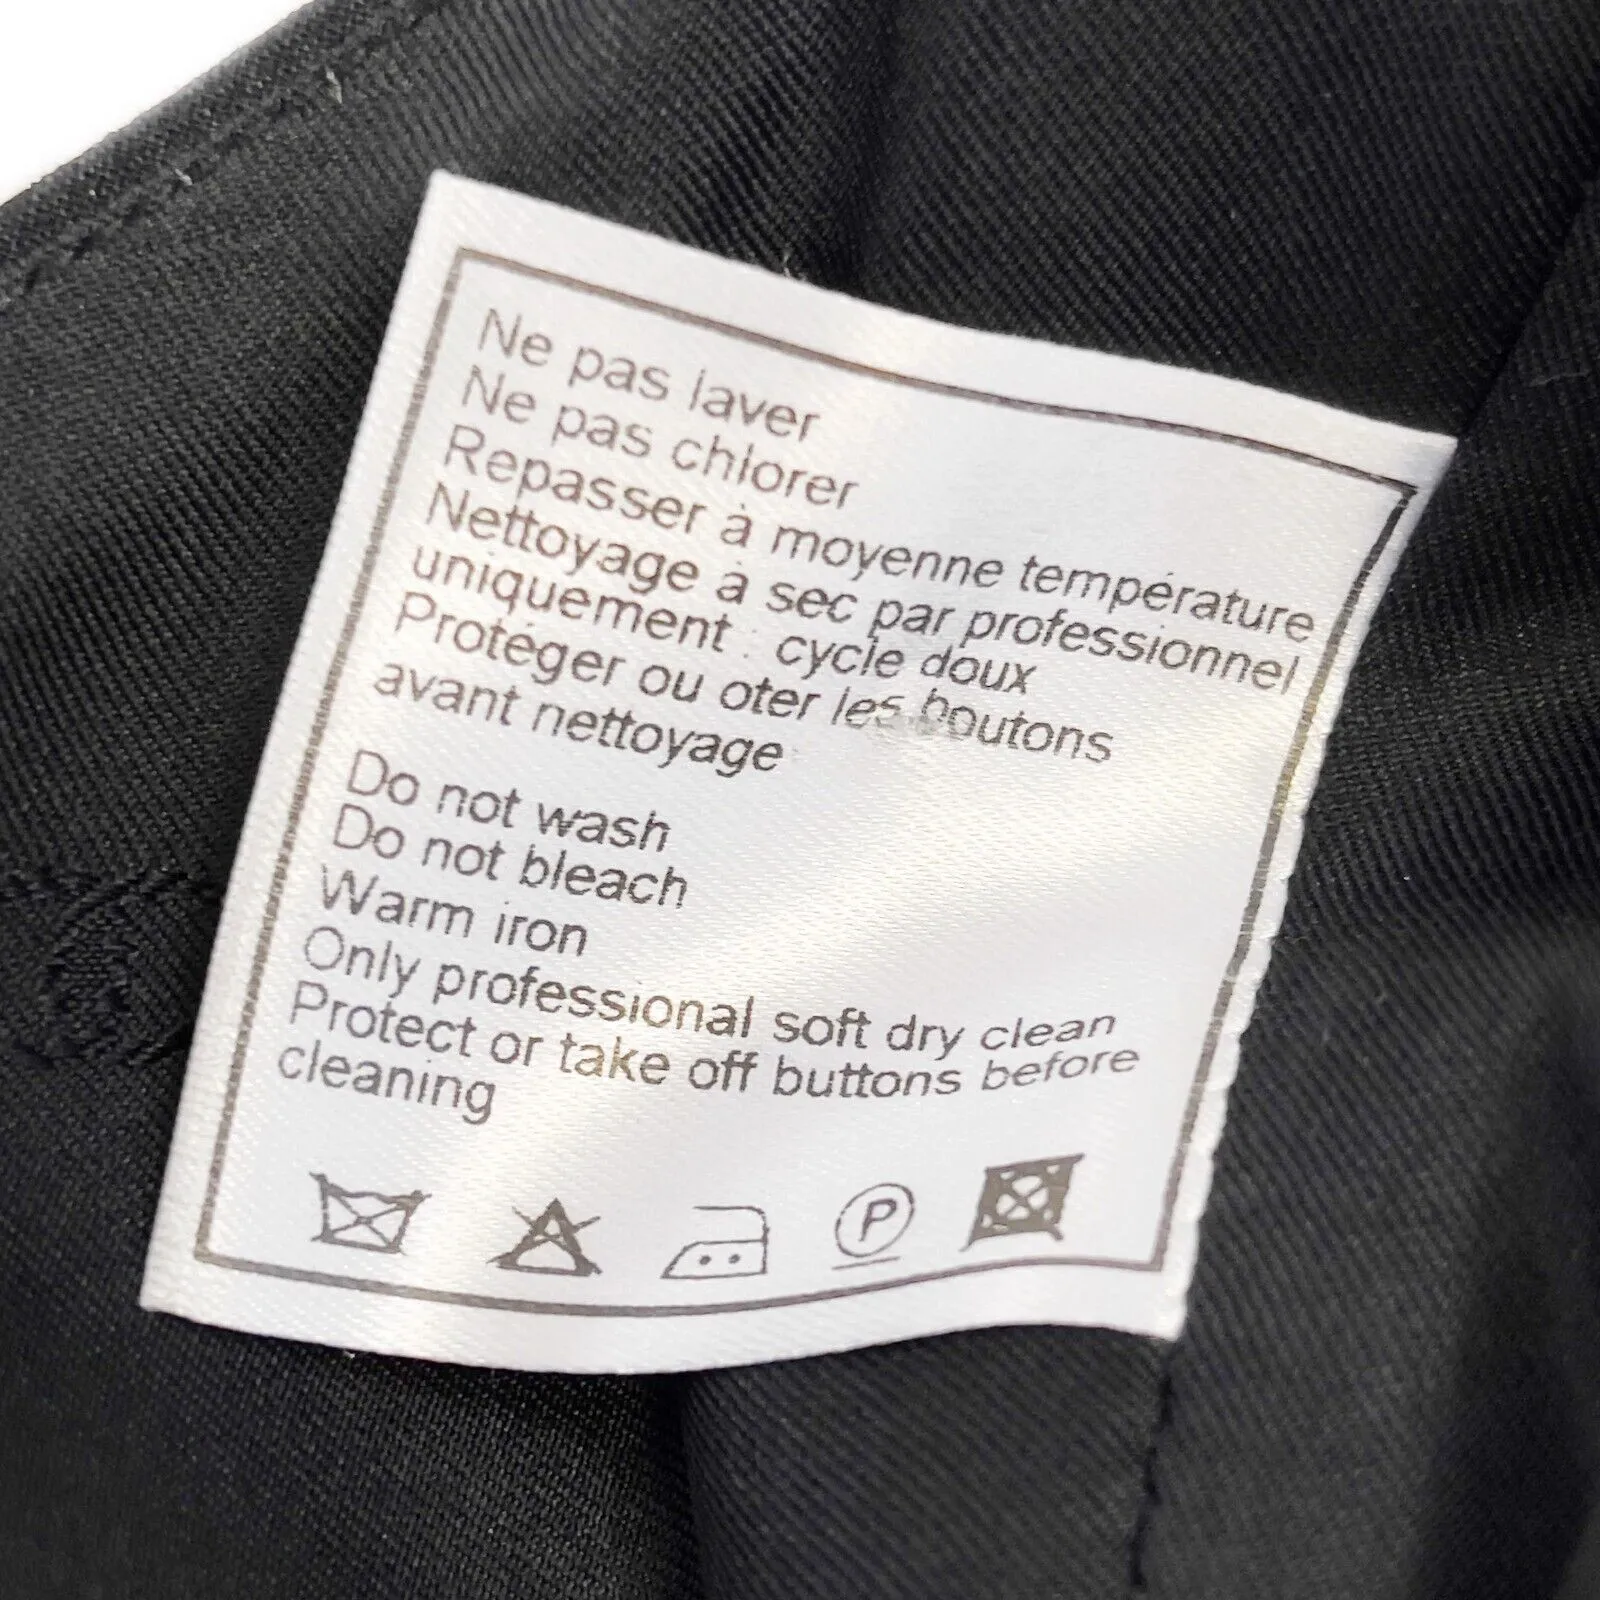 Ne pas laver
Ne pas chlorer
Repasser à moyenne température
Nettoyage à sec par professionnel
uniquement : cycle doux
Protéger ou oter les boutons
avant nettoyage
Do not wash
Do not bleach
Warm iron
Only professional soft dry clean
Protect or take off buttons before
cleaning
P